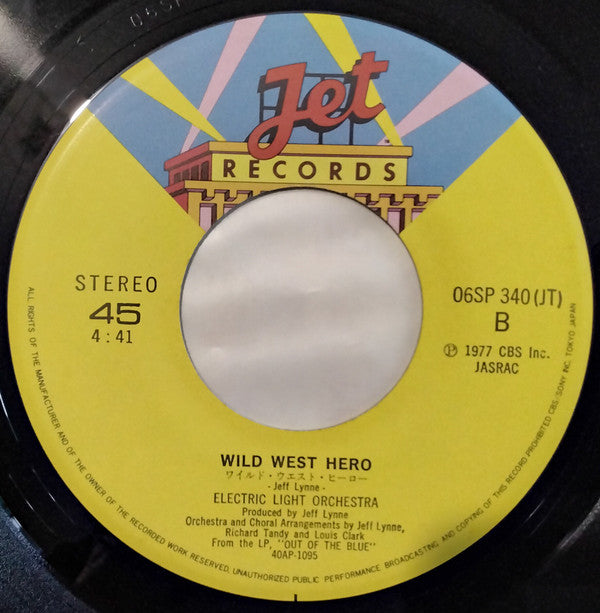 Jet
RECORDS
STEREO
45
4:41
06SP 340(JT)
B
Ⓟ 1977 CBS Inc.
JASRAC
WILD WEST HERO
ワイルド・ウエスト・ヒーロー
- Jeff Lynne -
ELECTRIC LIGHT ORCHESTRA
Produced by Jeff Lynne
Orchestra and Choral Arrangements by Jeff Lynne,
Richard Tandy and Louis Clark
From the LP, "OUT OF THE BLUE"
40AP-1095
ALL RIGHTS OF THE MANUFACTURER AND OF THE OWNER OF THE RECORDED WORK RESERVED. UNAUTHORIZED PUBLIC PERFORMANCE BROADCASTING AND COPYING OF THIS RECORD PROHIBITED CBS/SONY INC. TOKYO JAPAN